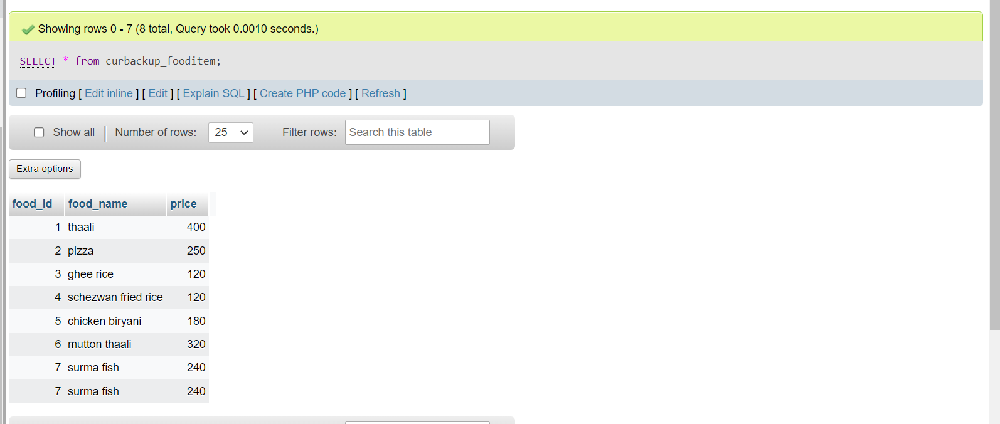 Showing rows 0 - 7 (8 total, Query took 0.0010 seconds.)
SELECT * from curbackup_fooditem;
Profiling [ Edit inline ] [ Edit ] [ Explain SQL ] [ Create PHP code ] [ Refresh ]
Show all | Number of rows: 25 Filter rows: Search this table
Extra options
food_id food_name price
1 thaali 400
2 pizza 250
3 ghee rice 120
4 schezwan fried rice 120
5 chicken biryani 180
6 mutton thaali 320
7 surma fish 240
7 surma fish 240